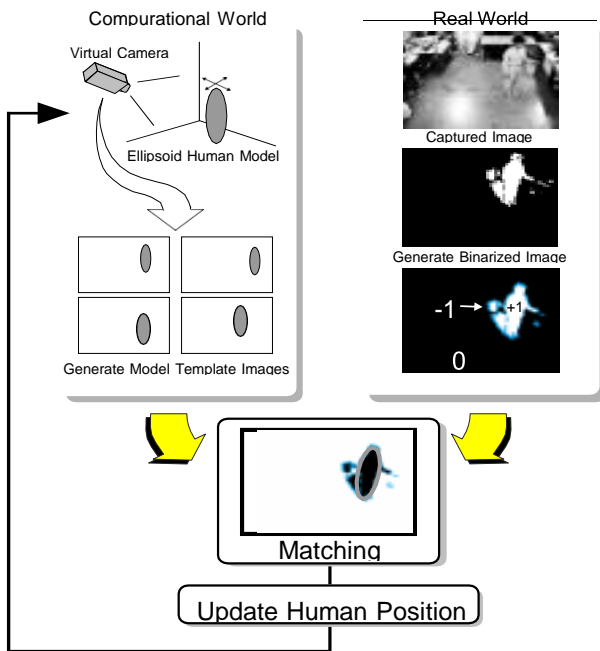 Compurational World
Virtual Camera
Ellipsoid Human Model
Generate Model Template Images
Real World
Captured Image
Generate Binarized Image
-1
+1
0
Matching
Update Human Position